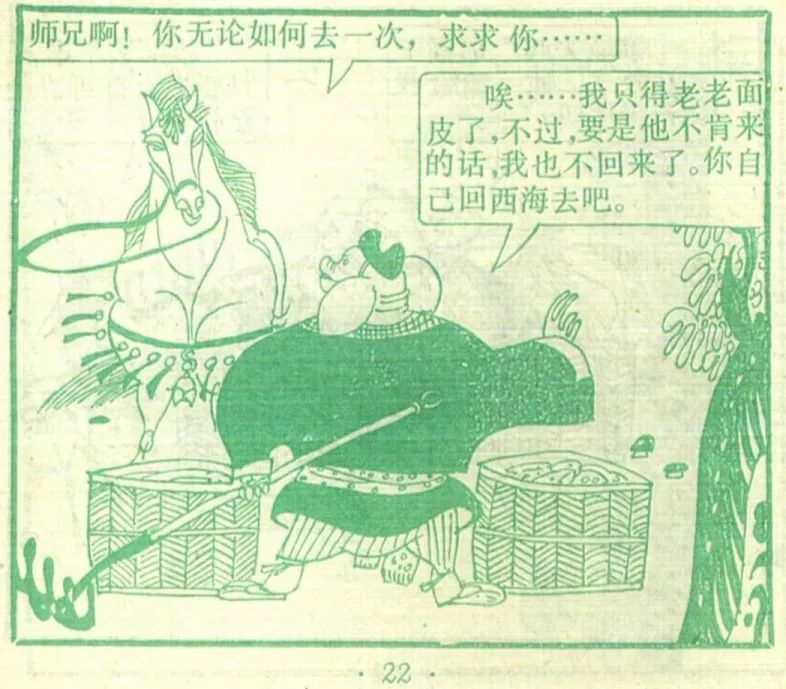 师兄啊！你无论如何去一次，求求你……
唉……我只得老老面
皮了，不过，要是他不肯来
的话，我也不回来了。你自
己回西海去吧。
· 22 ·